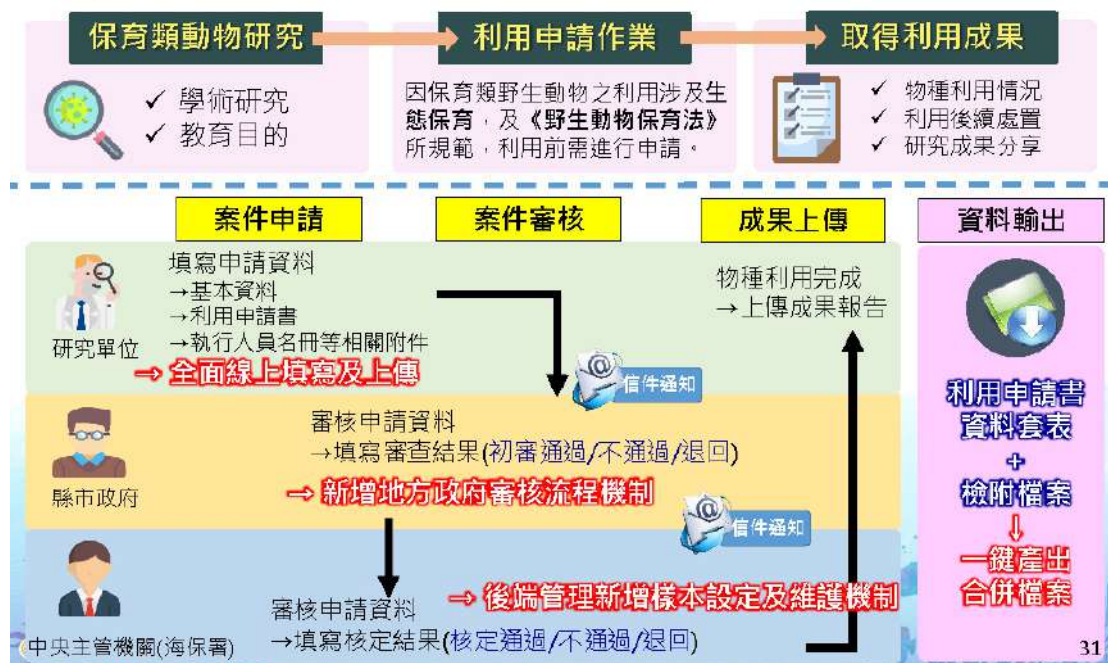 保育類動物研究
利用申請作業
取得利用成果
✓ 學術研究
✓ 教育目的
因保育類野生動物之利用涉及生
態保育，及《野生動物保育法》
所規範，利用前需進行申請。
✓ 物種利用情況
✓ 利用後續處置
✓ 研究成果分享
案件申請
案件審核
成果上傳
資料輸出
填寫申請資料
→基本資料
→利用申請書
→執行人員名冊等相關附件
→ 全面線上填寫及上傳
研究單位
物種利用完成
→上傳成果報告
@
信件通知
審核申請資料
→填寫審查結果(初審通過/不通過/退回)
→ 新增地方政府審核流程機制
縣市政府
@
信件通知
→ 後端管理新增樣本設定及維護機制
審核申請資料
→填寫核定結果(核定通過/不通過/退回)
中央主管機關(海保署)
利用申請書
資料套表
+
檢附檔案
↓
一鍵產出
合併檔案
31